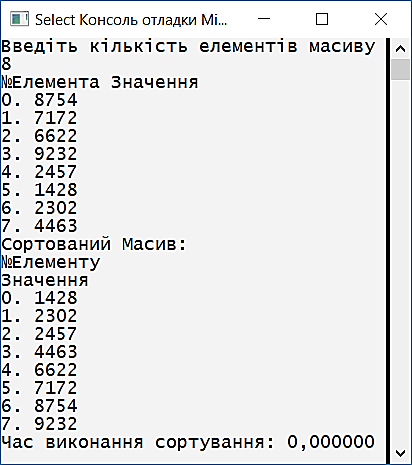 Select Консоль отладки Mi...
Введіть кількість елементів масиву
8
№Елемента Значення
0. 8754
1. 7172
2. 6622
3. 9232
4. 2457
5. 1428
6. 2302
7. 4463
Сортований Масив:
№Елементу
Значення
0. 1428
1. 2302
2. 2457
3. 4463
4. 6622
5. 7172
6. 8754
7. 9232
Час виконання сортування: 0,000000